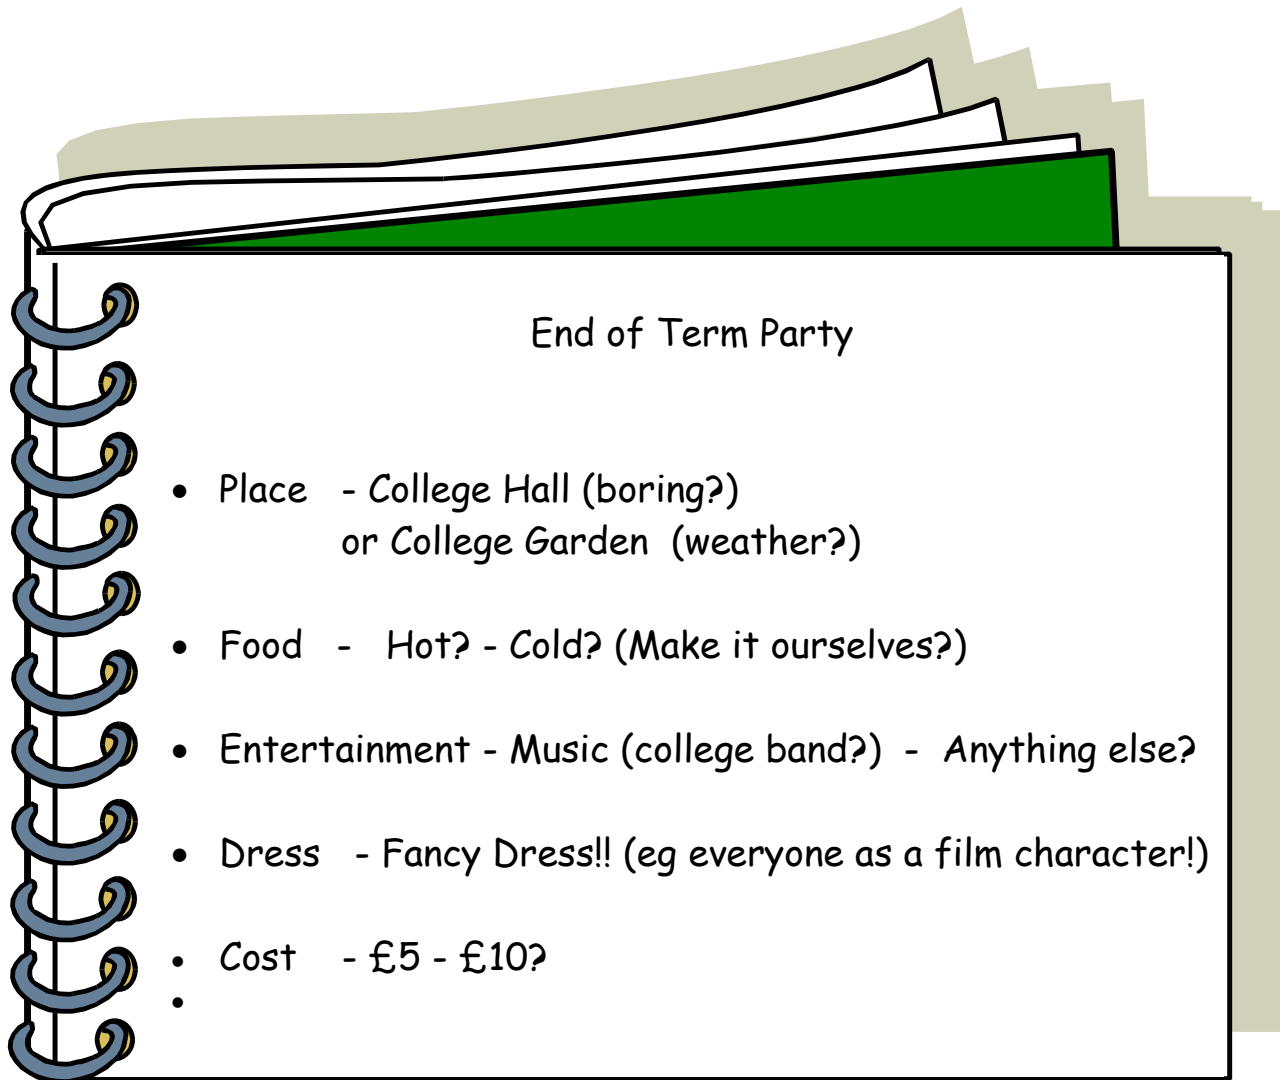 End of Term Party
• Place - College Hall (boring?)
or College Garden (weather?)
• Food - Hot? - Cold? (Make it ourselves?)
• Entertainment - Music (college band?) - Anything else?
• Dress - Fancy Dress!! (eg everyone as a film character!)
• Cost - £5 - £10?
•